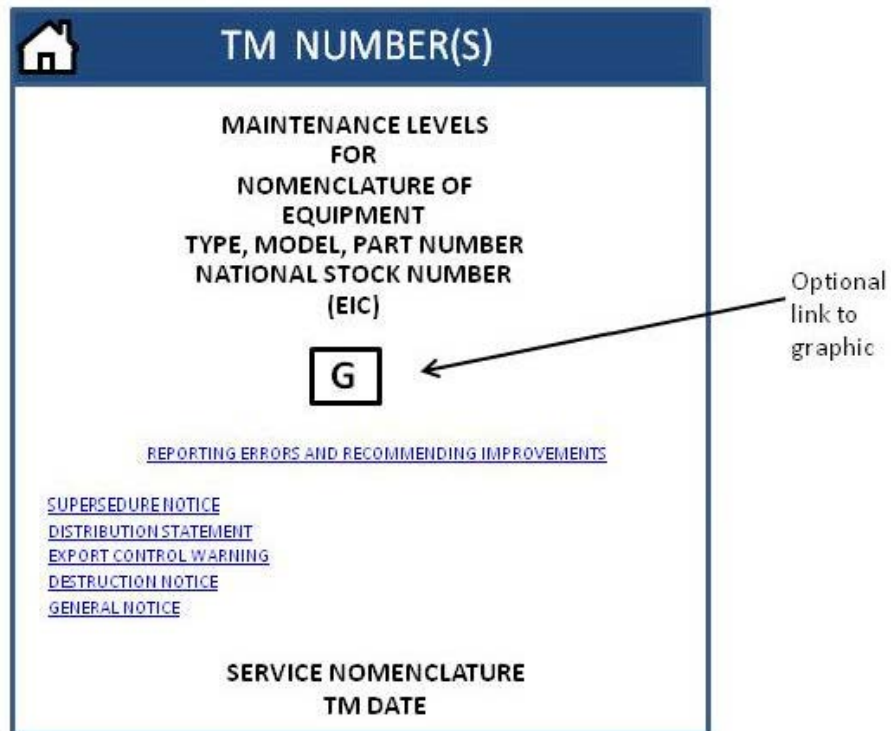 TM NUMBER(S)
MAINTENANCE LEVELS
FOR
NOMENCLATURE OF
EQUIPMENT
TYPE, MODEL, PART NUMBER
NATIONAL STOCK NUMBER
(EIC)
G
Optional
link to
graphic
REPORTING ERRORS AND RECOMMENDING IMPROVEMENTS
SUPERSEDURE NOTICE
DISTRIBUTION STATEMENT
EXPORT CONTROL WARNING
DESTRUCTION NOTICE
GENERAL NOTICE
SERVICE NOMENCLATURE
TM DATE